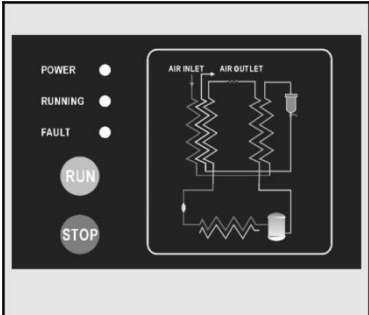 POWER
RUNNING
FAULT
RUN
STOP
AIR INLET
AIR OUTLET